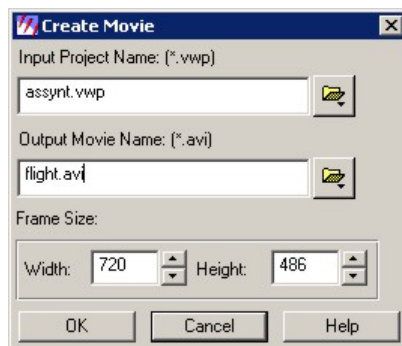 Create Movie
Input Project Name: (*.vwp)
assynt.vwp
Output Movie Name: (*.avi)
flight.avi
Frame Size:
Width: 720 Height: 486
OK Cancel Help